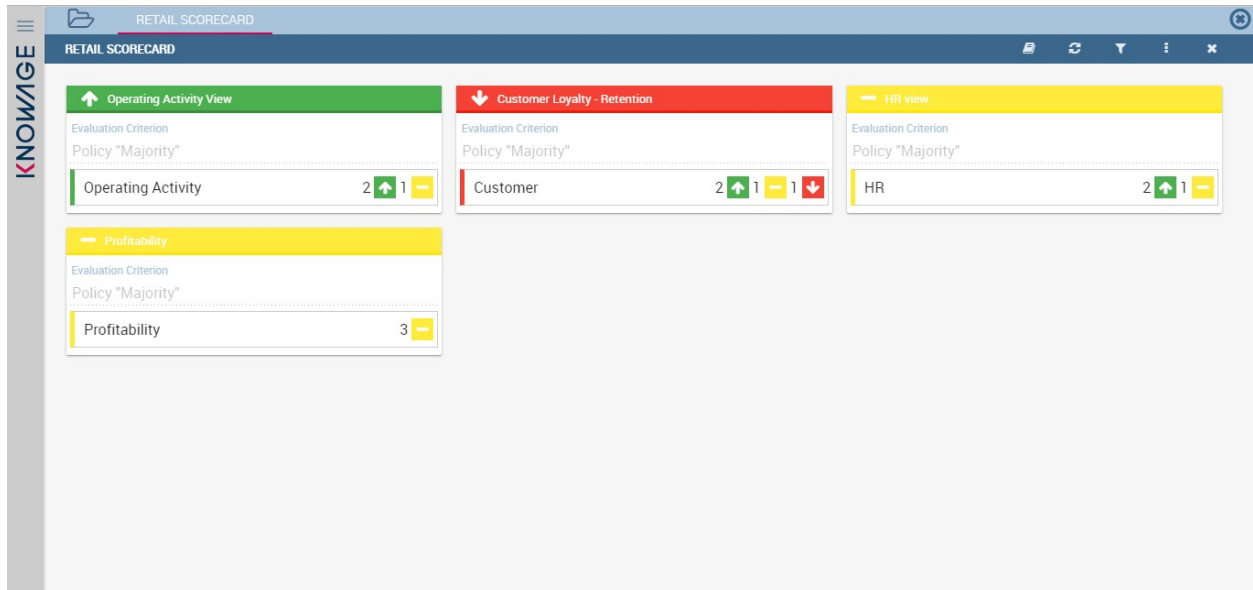 KNOWAGE
RETAIL SCORECARD
RETAIL SCORECARD
Operating Activity View
Evaluation Criterion
Policy "Majority"
Operating Activity 2 1
Customer Loyalty - Retention
Evaluation Criterion
Policy "Majority"
Customer 2 1 1
HR view
Evaluation Criterion
Policy "Majority"
HR 2 1
Profitability
Evaluation Criterion
Policy "Majority"
Profitability 3